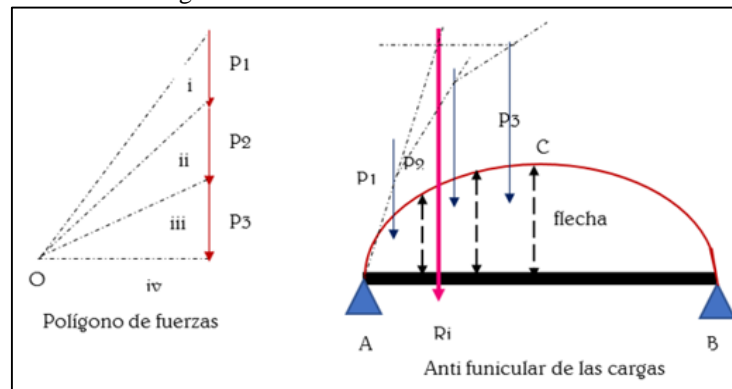 P1
i
P2
ii
P3
iii
O
iv
Polígono de fuerzas
P1
P2
P3
C
flecha
A
Ri
B
Anti funicular de las cargas